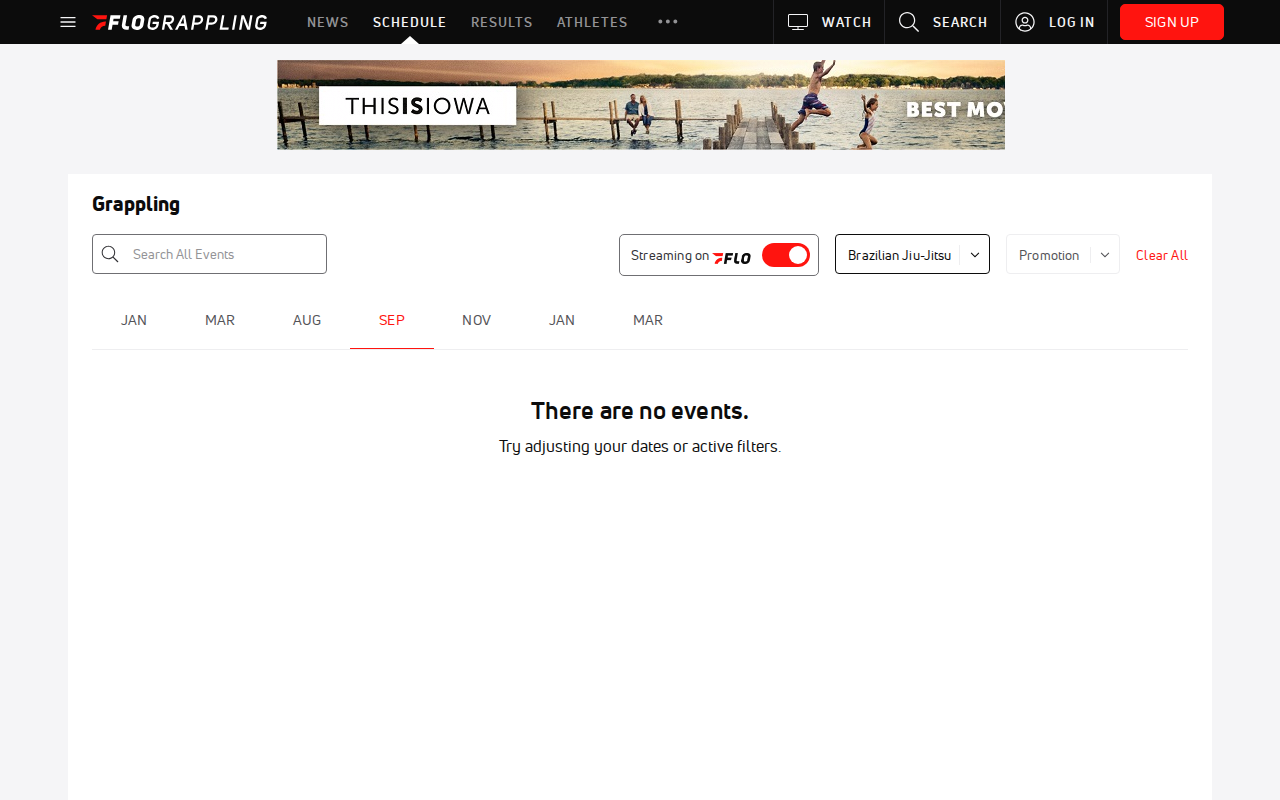 FLOGRAPPLING
NEWS SCHEDULE RESULTS ATHLETES
WATCH SEARCH LOG IN SIGN UP
THISISIOWA
BEST MO
Grappling
Search All Events
Streaming on FLO
Brazilian Jiu-Jitsu
Promotion
Clear All
JAN MAR AUG SEP NOV JAN MAR
There are no events.
Try adjusting your dates or active filters.